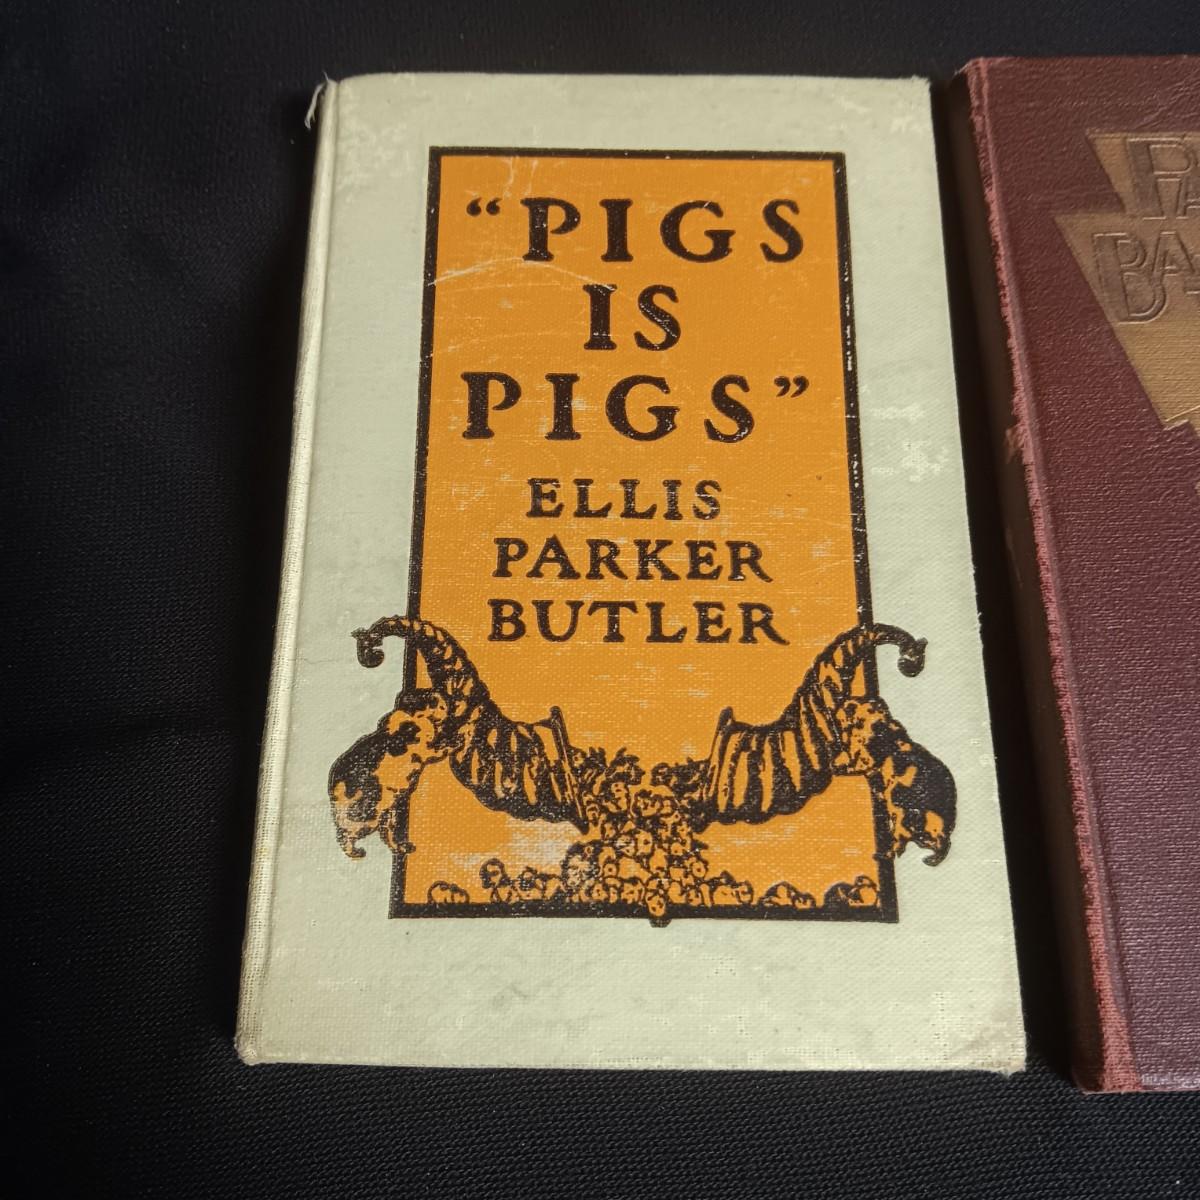 “PIGS
IS
PIGS”
ELLIS
PARKER
BUTLER